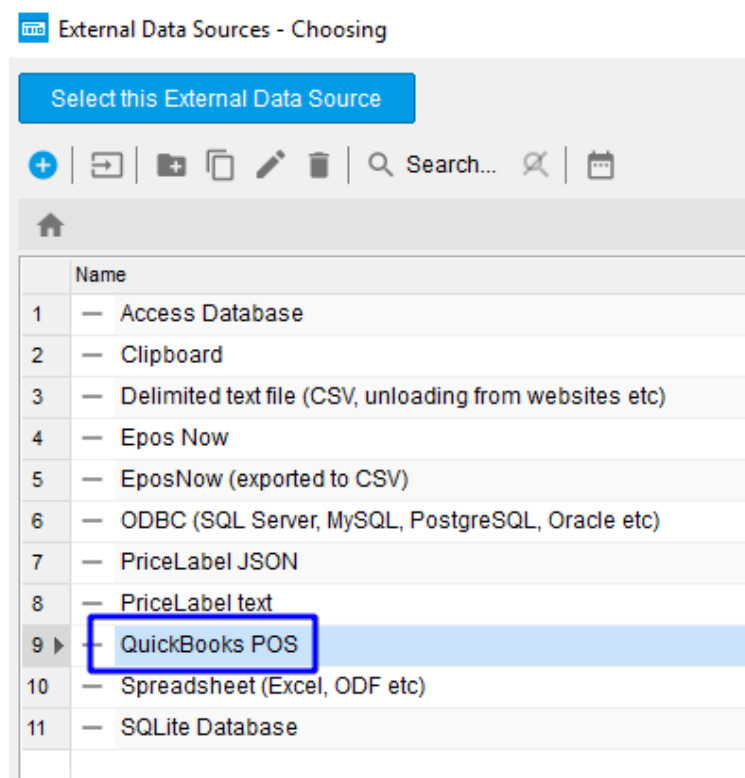 External Data Sources - Choosing
Select this External Data Source
Search...
Name
1 — Access Database
2 — Clipboard
3 — Delimited text file (CSV, unloading from websites etc)
4 — Epos Now
5 — EposNow (exported to CSV)
6 — ODBC (SQL Server, MySQL, PostgreSQL, Oracle etc)
7 — PriceLabel JSON
8 — PriceLabel text
9 — QuickBooks POS
10 — Spreadsheet (Excel, ODF etc)
11 — SQLite Database